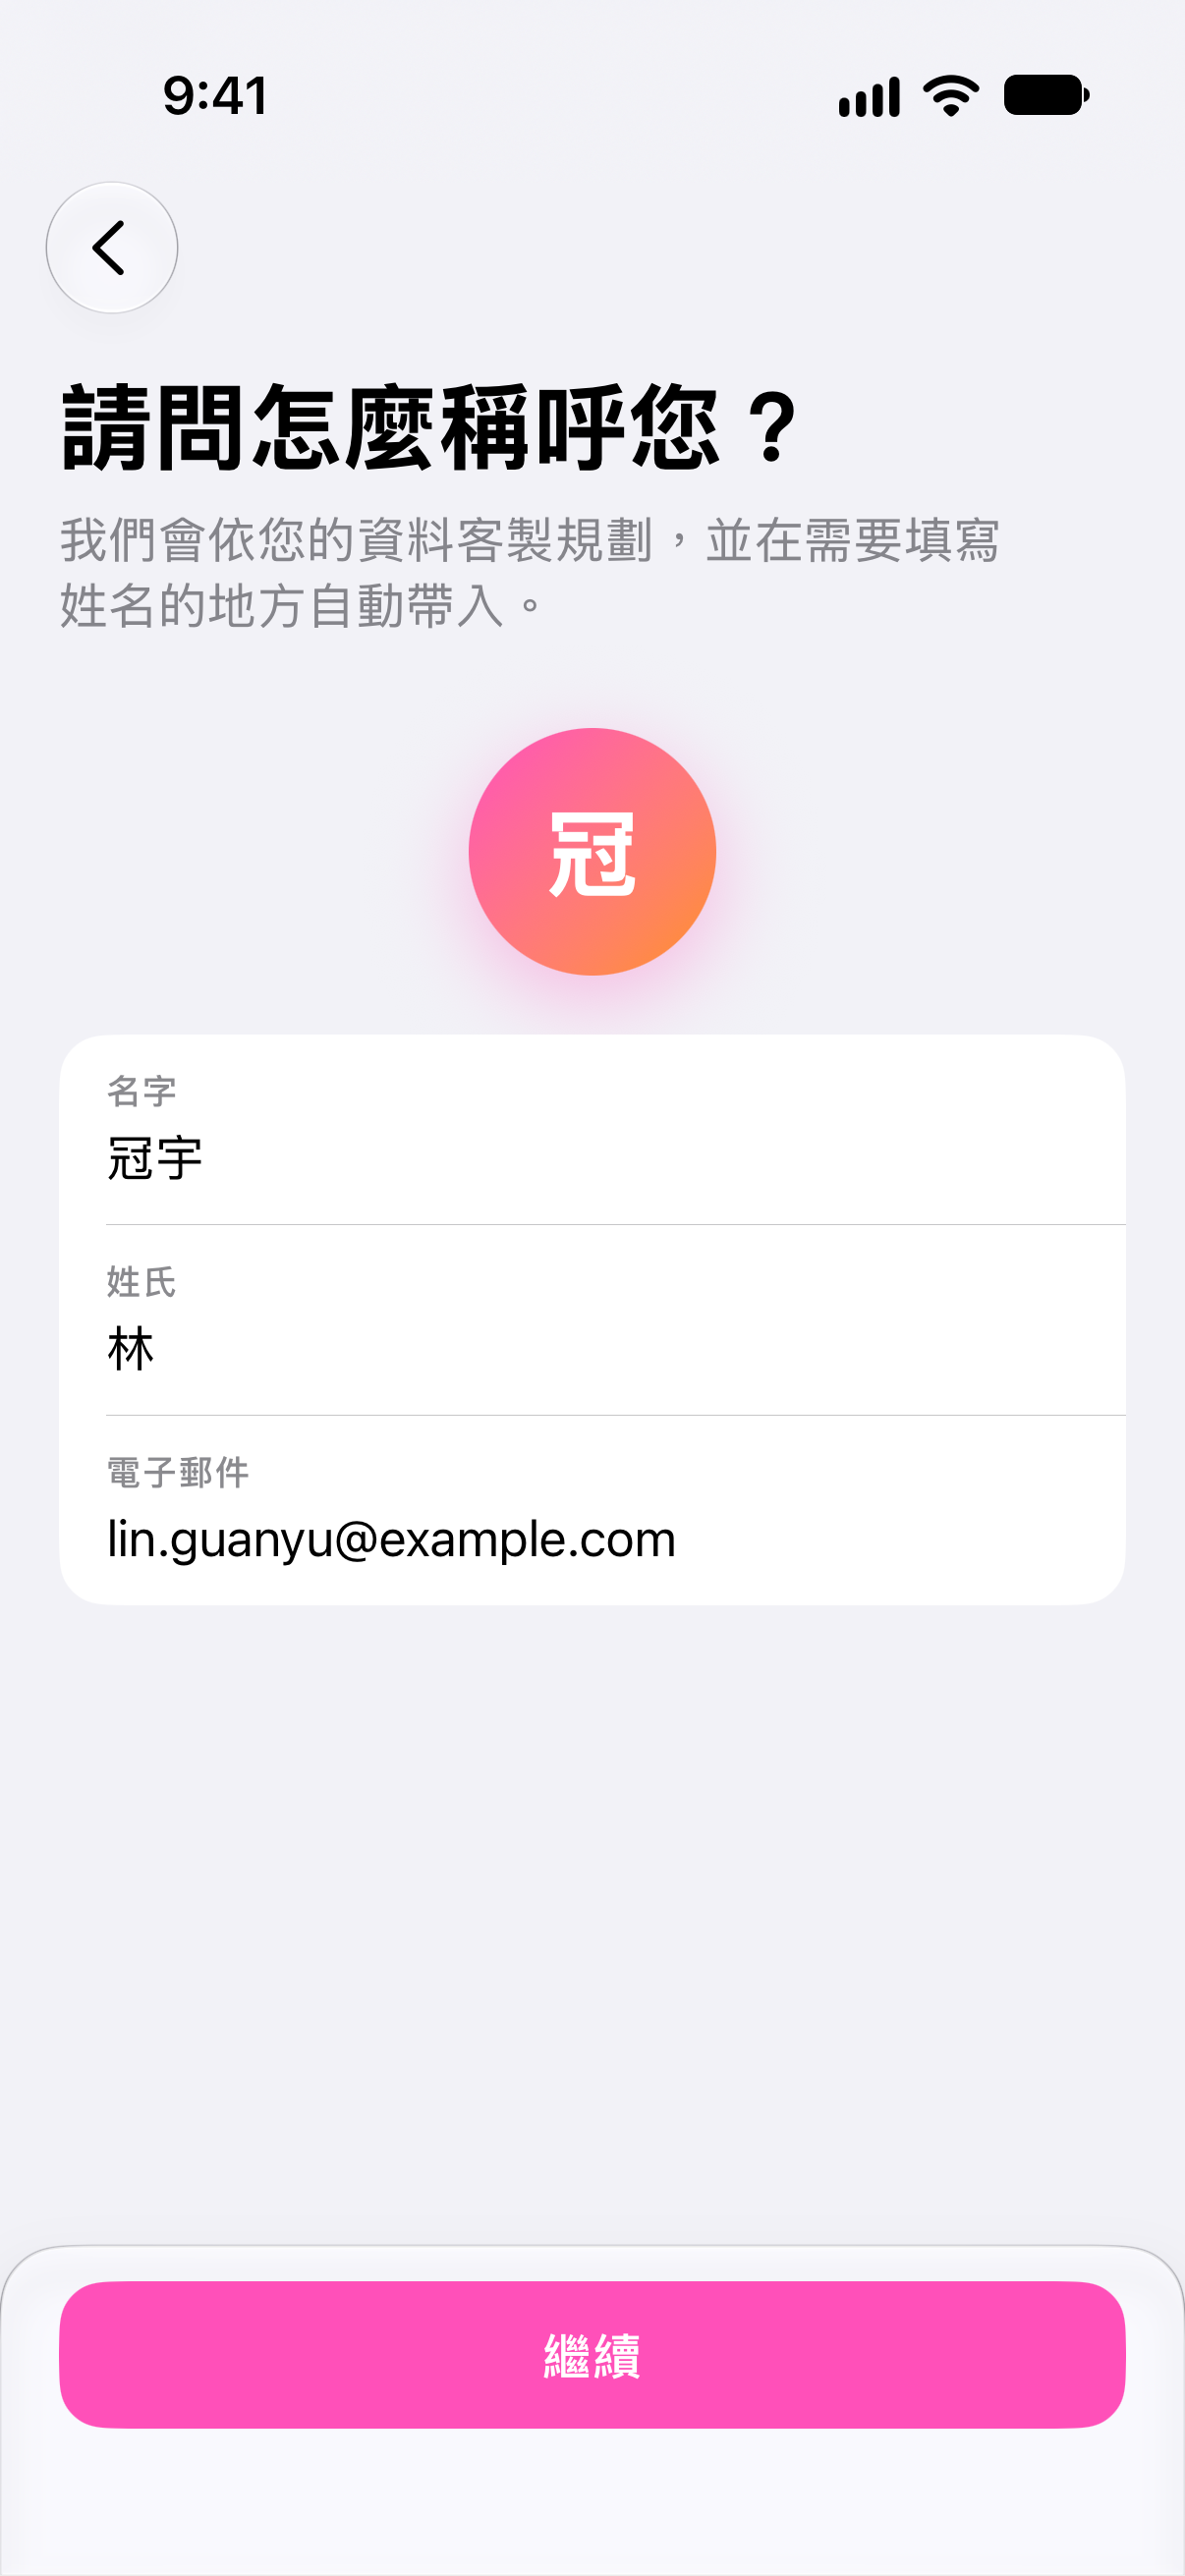 9:41
請問怎麼稱呼您？
我們會依您的資料客製規劃，並在需要填寫
姓名的地方自動帶入。
冠
名字
冠宇
姓氏
林
電子郵件
lin.guanyu@example.com
繼續